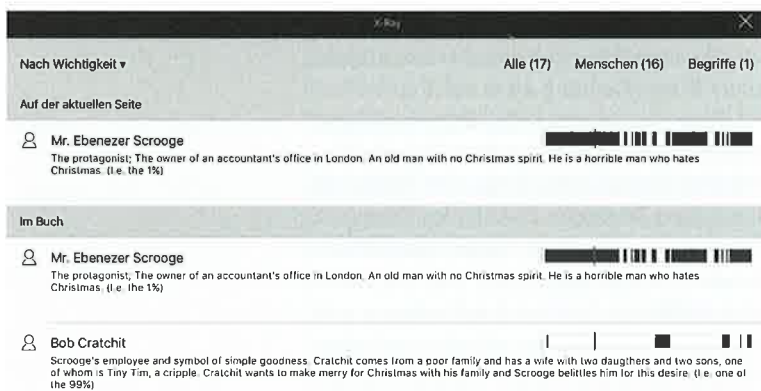 X-Ray
Nach Wichtigkeit ▾ Alle (17) Menschen (16) Begriffe (1)
Auf der aktuellen Seite
Mr. Ebenezer Scrooge
The protagonist; The owner of an accountant's office in London. An old man with no Christmas spirit. He is a horrible man who hates
Christmas. (I.e. the 1%)
Im Buch
Mr. Ebenezer Scrooge
The protagonist; The owner of an accountant's office in London. An old man with no Christmas spirit. He is a horrible man who hates
Christmas. (I.e. the 1%)
Bob Cratchit
Scrooge's employee and symbol of simple goodness. Cratchit comes from a poor family and has a wife with two daugthers and two sons, one
of whom is Tiny Tim, a cripple. Cratchit wants to make merry for Christmas with his family and Scrooge belittles him for this desire. (I.e. one of
the 99%)